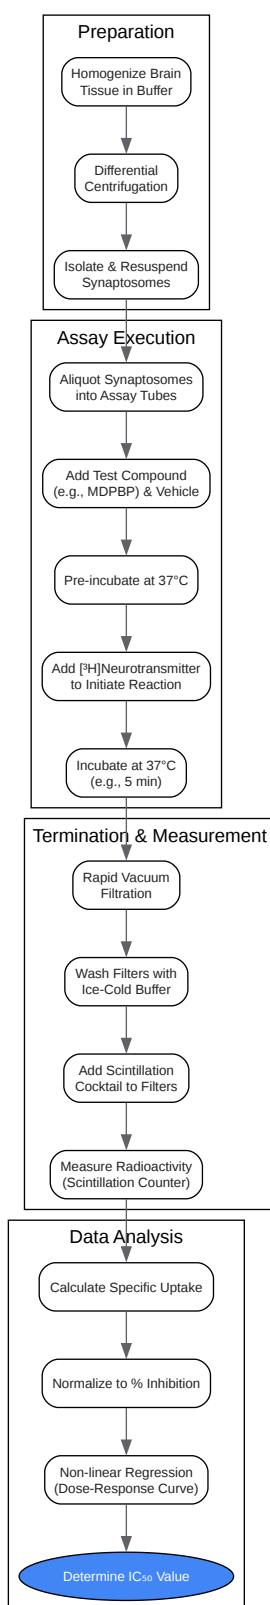 Preparation
Homogenize Brain
Tissue in Buffer
Differential
Centrifugation
Isolate & Resuspend
Synaptosomes
Assay Execution
Aliquot Synaptosomes
into Assay Tubes
Add Test Compound
(e.g., MDPBP) & Vehicle
Pre-incubate at 37°C
Add [³H]Neurotransmitter
to Initiate Reaction
Incubate at 37°C
(e.g., 5 min)
Termination & Measurement
Rapid Vacuum
Filtration
Wash Filters with
Ice-Cold Buffer
Add Scintillation
Cocktail to Filters
Measure Radioactivity
(Scintillation Counter)
Data Analysis
Calculate Specific Uptake
Normalize to % Inhibition
Non-linear Regression
(Dose-Response Curve)
Determine IC₅₀ Value